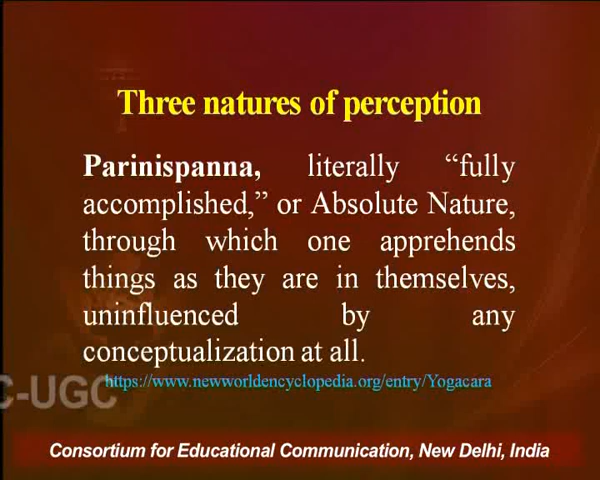 Three natures of perception
Parinispanna, literally “fully
accomplished,” or Absolute Nature,
through which one apprehends
things as they are in themselves,
uninfluenced by any
conceptualization at all.
https://www.newworldencyclopedia.org/entry/Yogacara
C-UGC
Consortium for Educational Communication, New Delhi, India